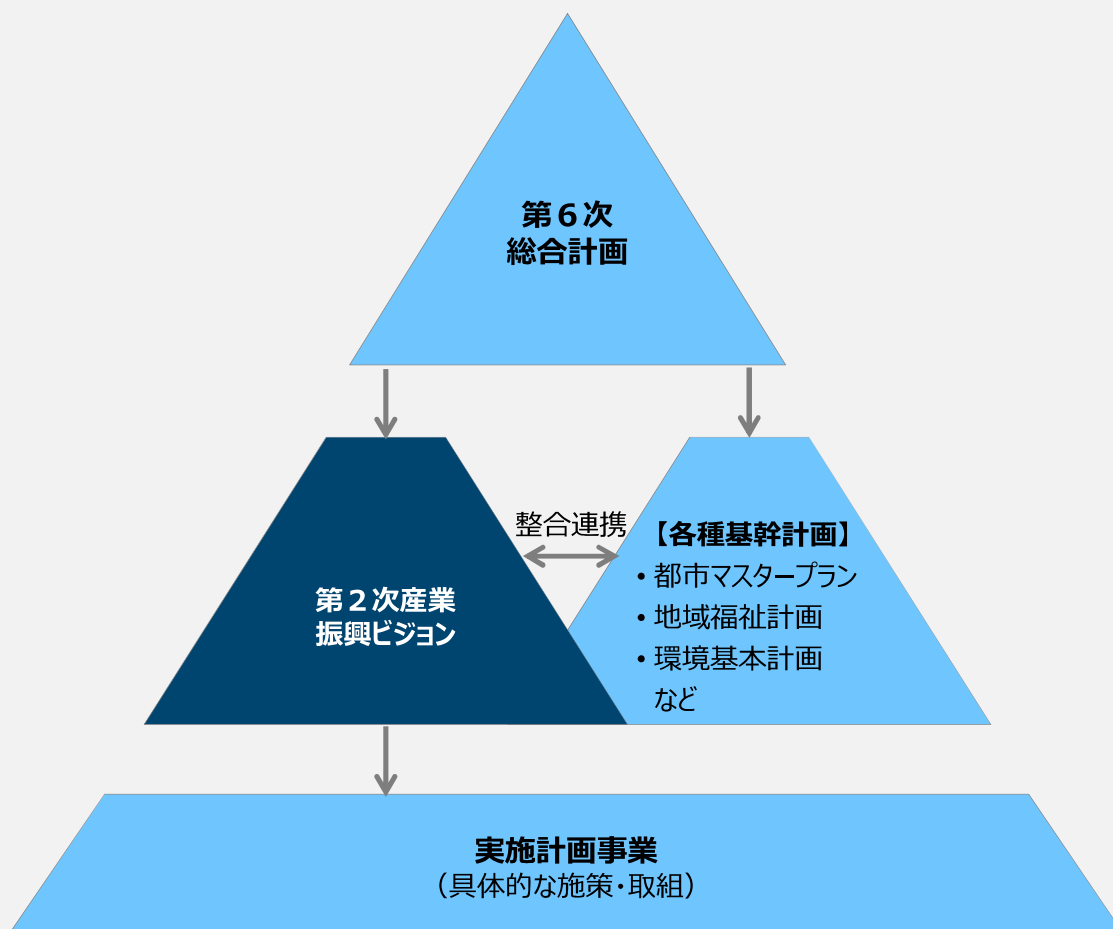 第６次
総合計画
整合連携
第２次産業
振興ビジョン
【各種基幹計画】
・都市マスタープラン
・地域福祉計画
・環境基本計画
など
実施計画事業
（具体的な施策・取組）